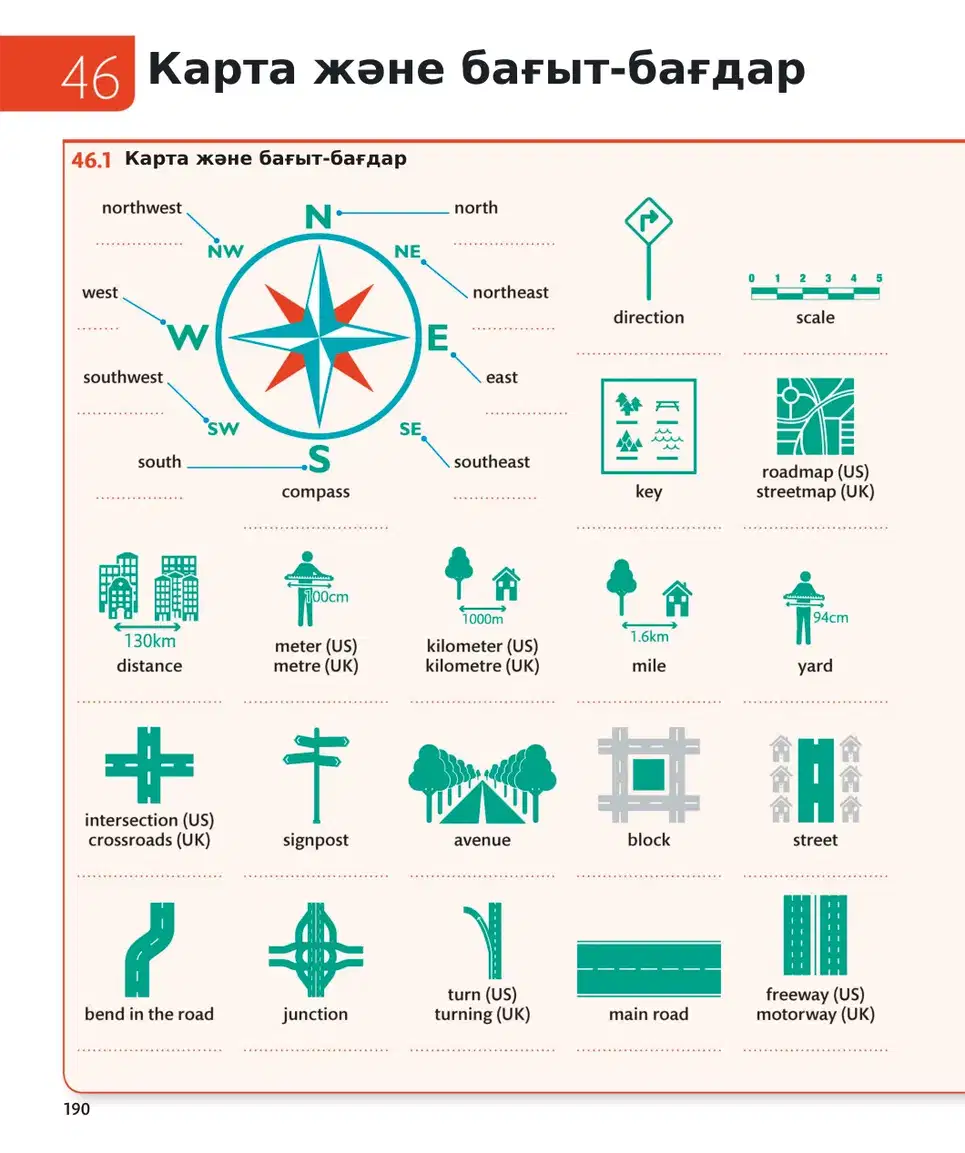 46 Карта және бағыт-бағдар
46.1 Карта және бағыт-бағдар
northwest
N
north
NW
NE
west
northeast
W
E
southwest
east
SW
SE
south
S
southeast
compass
direction
0 1 2 3 4 5
scale
key
roadmap (US)
streetmap (UK)
130km
distance
100cm
meter (US)
metre (UK)
1000m
kilometer (US)
kilometre (UK)
1.6km
mile
94cm
yard
intersection (US)
crossroads (UK)
signpost
avenue
block
street
bend in the road
junction
turn (US)
turning (UK)
main road
freeway (US)
motorway (UK)
190